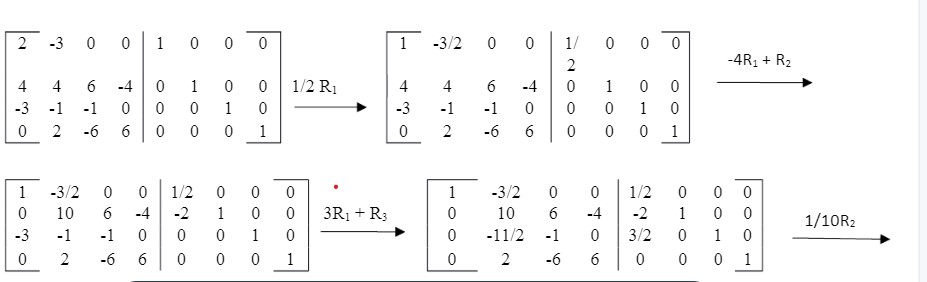 2 -3 0 0 1 0 0 0 1 -3/2 0 0 1/ 0 0 0
2 -4R₁ + R₂
4 4 6 -4 0 1 0 0 1/2 R₁ 4 4 6 -4 0 1 0 0
-3 -1 -1 0 0 0 1 0 -3 -1 -1 0 0 0 1 0
0 2 -6 6 0 0 0 1 0 2 -6 6 0 0 0 1
1 -3/2 0 0 1/2 0 0 0 1 -3/2 0 0 1/2 0 0 0
0 10 6 -4 -2 1 0 0 3R₁ + R₃ 0 10 6 -4 -2 1 0 0
-3 -1 -1 0 0 0 1 0 0 -11/2 -1 0 3/2 0 1 0 1/10R₂
0 2 -6 6 0 0 0 1 0 2 -6 6 0 0 0 1